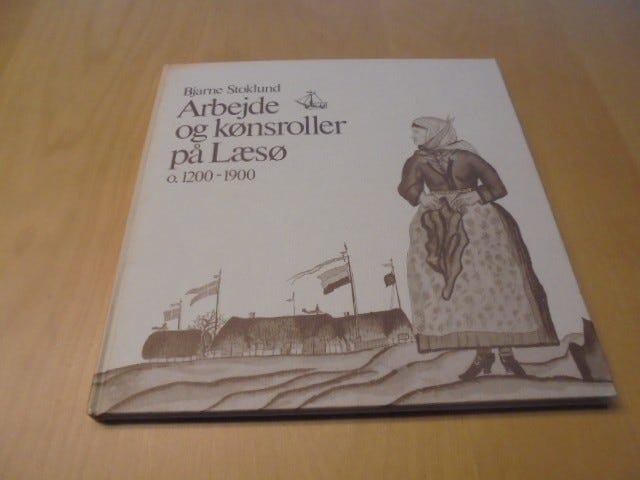 Bjarne Stoklund
Arbejde
og kønsroller
på Læsø
o. 1200-1900